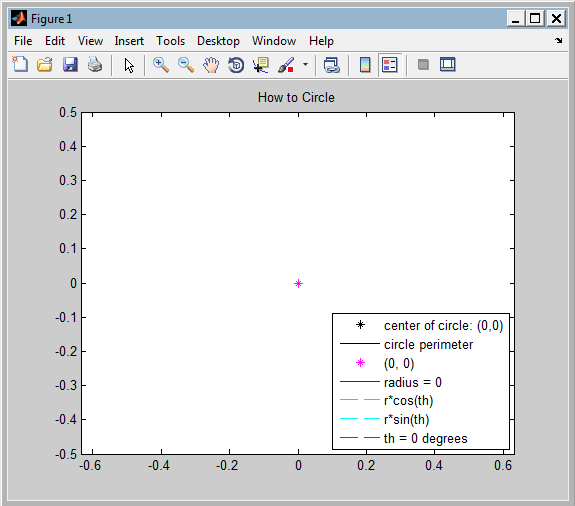 Figure 1
File Edit View Insert Tools Desktop Window Help
How to Circle
0.5
0.4
0.3
0.2
0.1
0
-0.1
-0.2
-0.3
-0.4
-0.5
-0.6 -0.4 -0.2 0 0.2 0.4 0.6
center of circle: (0,0)
circle perimeter
(0, 0)
radius = 0
r*cos(th)
r*sin(th)
th = 0 degrees